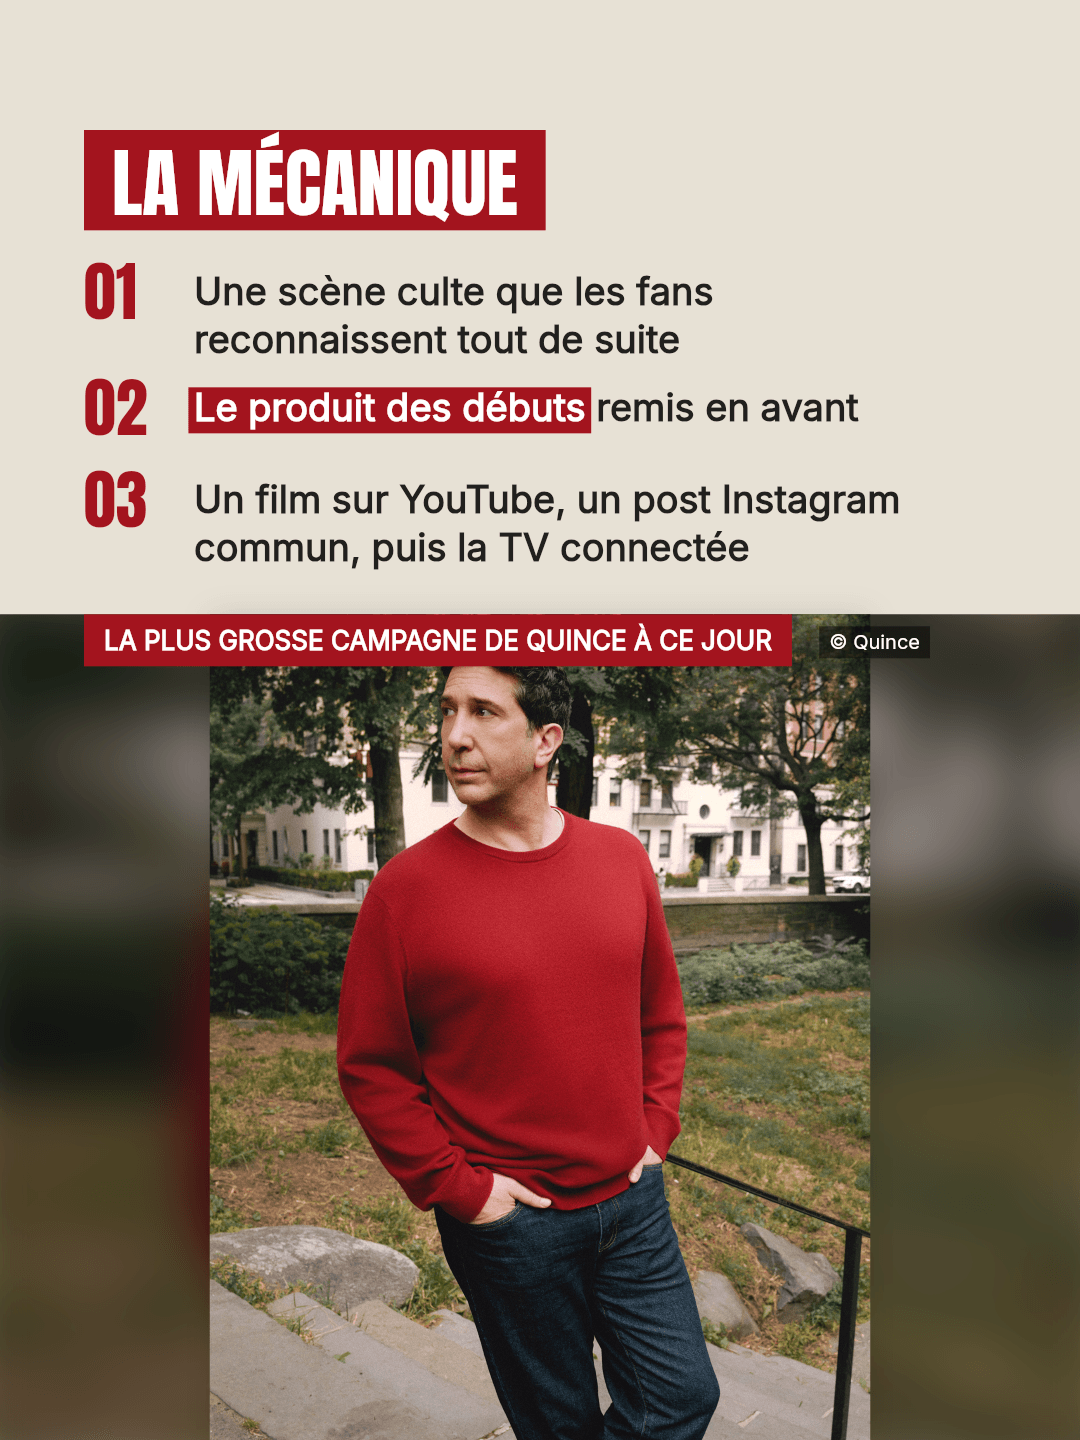 LA MÉCANIQUE
01
Une scène culte que les fans
reconnaissent tout de suite
02
Le produit des débuts remis en avant
03
Un film sur YouTube, un post Instagram
commun, puis la TV connectée
LA PLUS GROSSE CAMPAGNE DE QUINCE À CE JOUR
© Quince